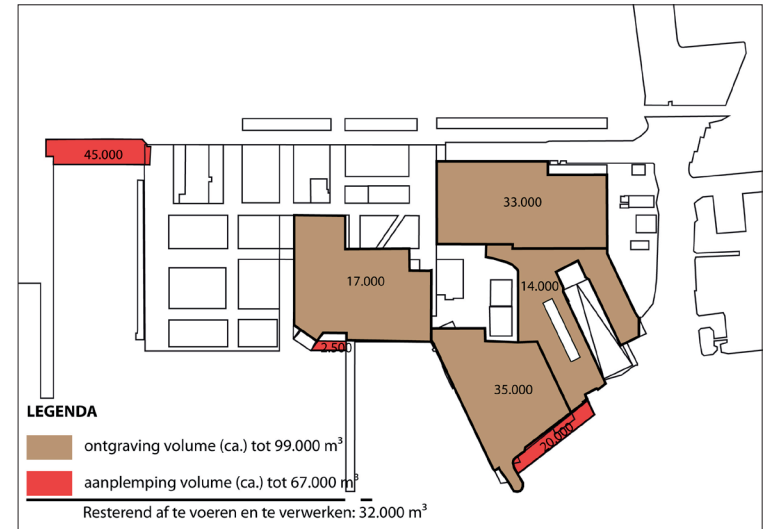 45.000
33.000
17.000
14.000
2.500
35.000
20.000
LEGENDA
ontgraving volume (ca.) tot 99.000 m³
aanplemping volume (ca.) tot 67.000 m³
Resterend af te voeren en te verwerken: 32.000 m³